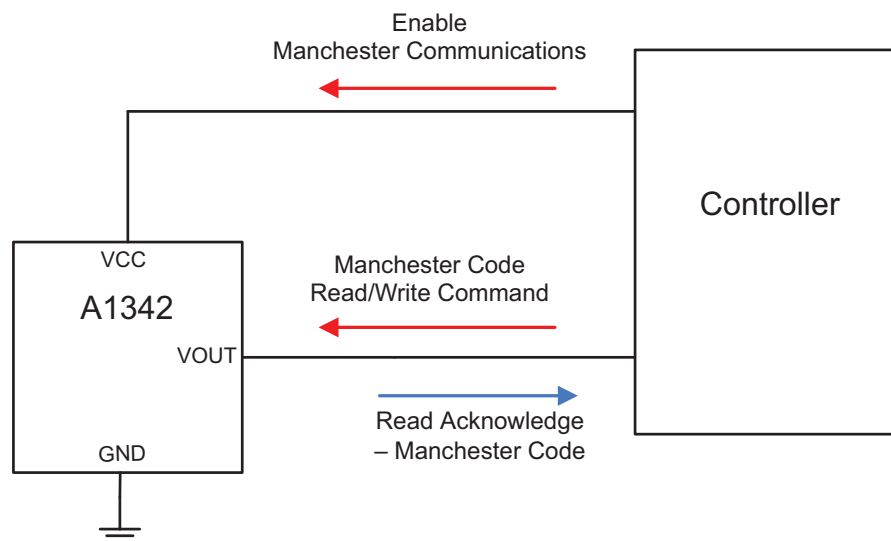 Enable
Manchester Communications
Controller
VCC
A1342
Manchester Code
Read/Write Command
VOUT
Read Acknowledge
– Manchester Code
GND